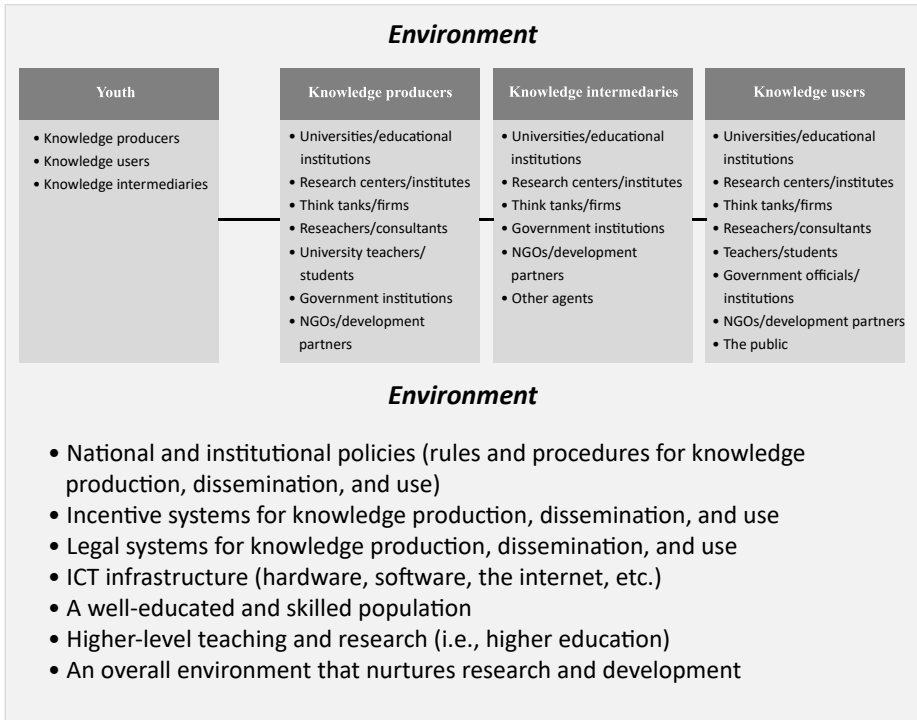 Environment
Youth
• Knowledge producers
• Knowledge users
• Knowledge intermediaries
Knowledge producers
• Universities/educational
institutions
• Research centers/institutes
• Think tanks/firms
• Reseachers/consultants
• University teachers/
students
• Government institutions
• NGOs/development
partners
Knowledge intermedaries
• Universities/educational
institutions
• Research centers/institutes
• Think tanks/firms
• Government institutions
• NGOs/development
partners
• Other agents
Knowledge users
• Universities/educational
institutions
• Research centers/institutes
• Think tanks/firms
• Reseachers/consultants
• Teachers/students
• Government officials/
institutions
• NGOs/development partners
• The public
Environment
• National and institutional policies (rules and procedures for knowledge
production, dissemination, and use)
• Incentive systems for knowledge production, dissemination, and use
• Legal systems for knowledge production, dissemination, and use
• ICT infrastructure (hardware, software, the internet, etc.)
• A well-educated and skilled population
• Higher-level teaching and research (i.e., higher education)
• An overall environment that nurtures research and development